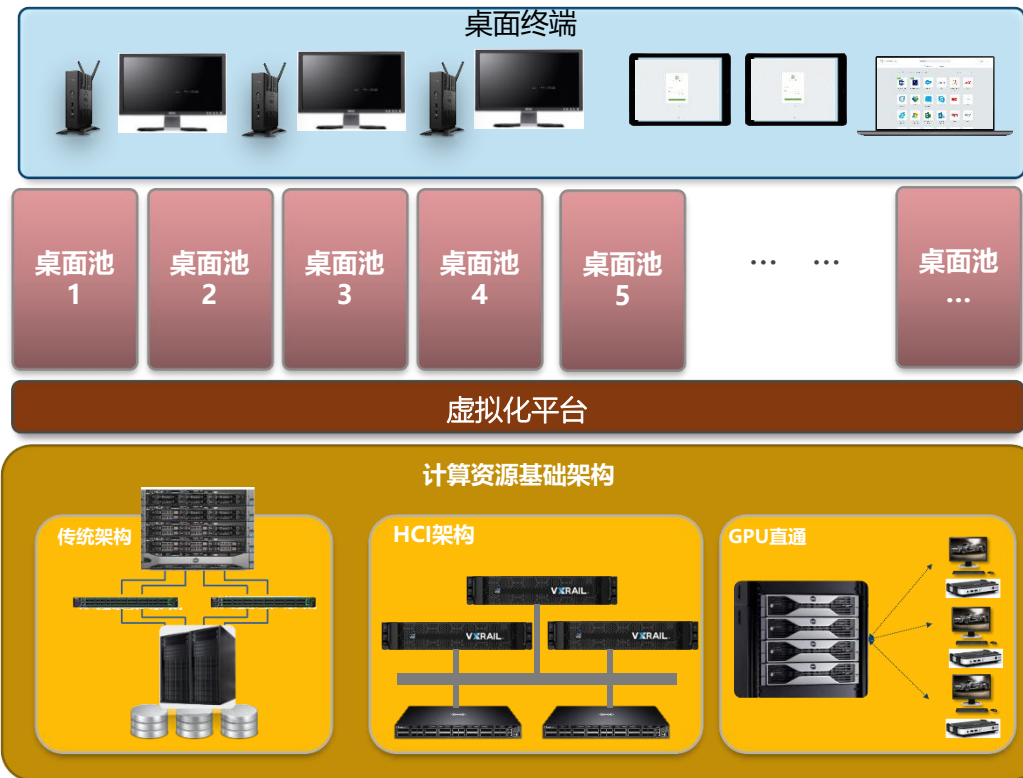 桌面终端
桌面池
1
桌面池
2
桌面池
3
桌面池
4
桌面池
5
... ...
桌面池
...
虚拟化平台
计算资源基础架构
传统架构
HCI架构
GPU直通
VXRAIL
VXRAIL
VXRAIL